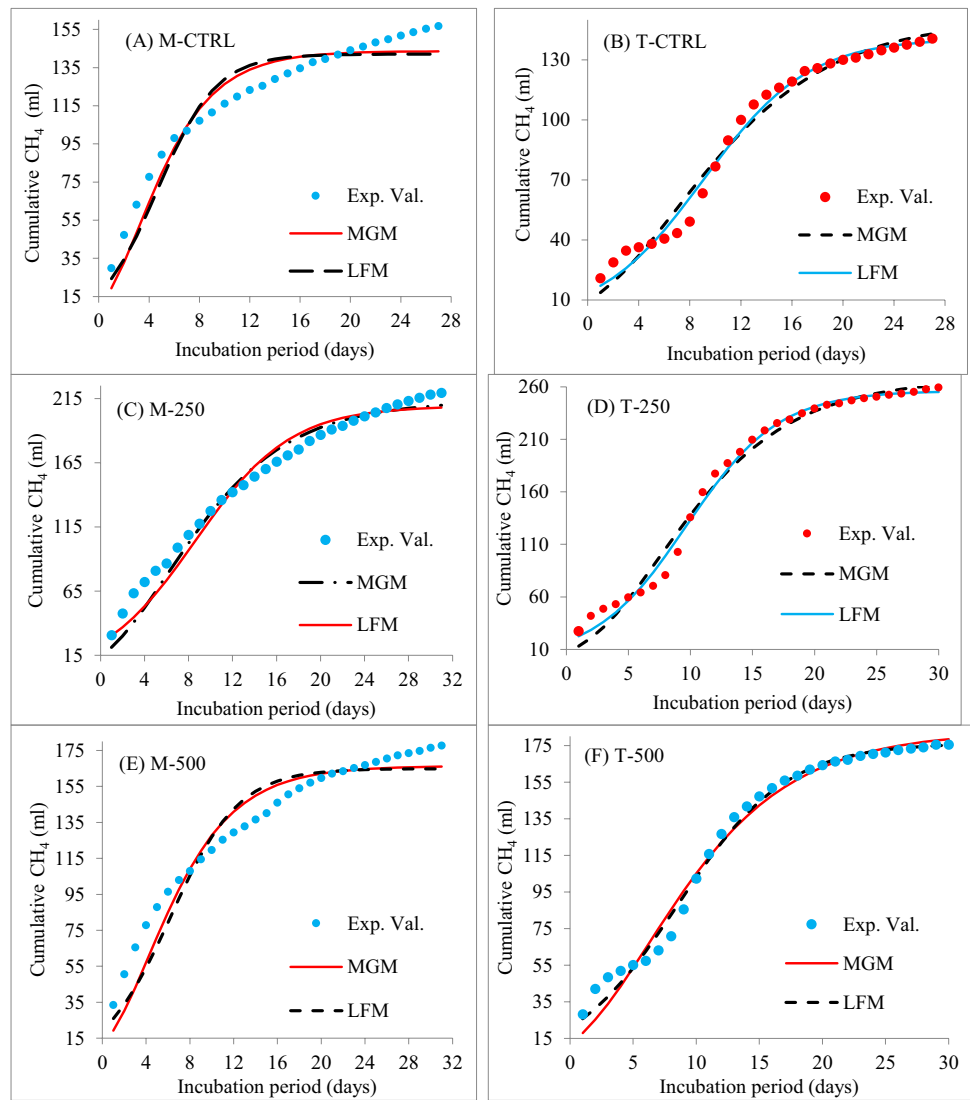 (A) M-CTRL
Cumulative CH4 (ml)
155
135
115
95
75
55
35
15
Exp. Val.
MGM
LFM
0 4 8 12 16 20 24 28
Incubation period (days)
(B) T-CTRL
Cumulative CH4 (ml)
130
100
70
40
10
Exp. Val.
MGM
LFM
0 4 8 12 16 20 24 28
Incubation period (days)
(C) M-250
Cumulative CH4 (ml)
215
165
115
65
15
Exp. Val.
MGM
LFM
0 4 8 12 16 20 24 28 32
Incubation period (days)
(D) T-250
Cumulative CH4 (ml)
260
210
160
110
60
10
Exp. Val.
MGM
LFM
0 5 10 15 20 25 30
Incubation period (days)
(E) M-500
Cumulative CH4 (ml)
175
155
135
115
95
75
55
35
15
Exp. Val.
MGM
LFM
0 4 8 12 16 20 24 28 32
Incubation period (days)
(F) T-500
Cumulative CH4 (ml)
175
155
135
115
95
75
55
35
15
Exp. Val.
MGM
LFM
0 5 10 15 20 25 30
Incubation period (days)